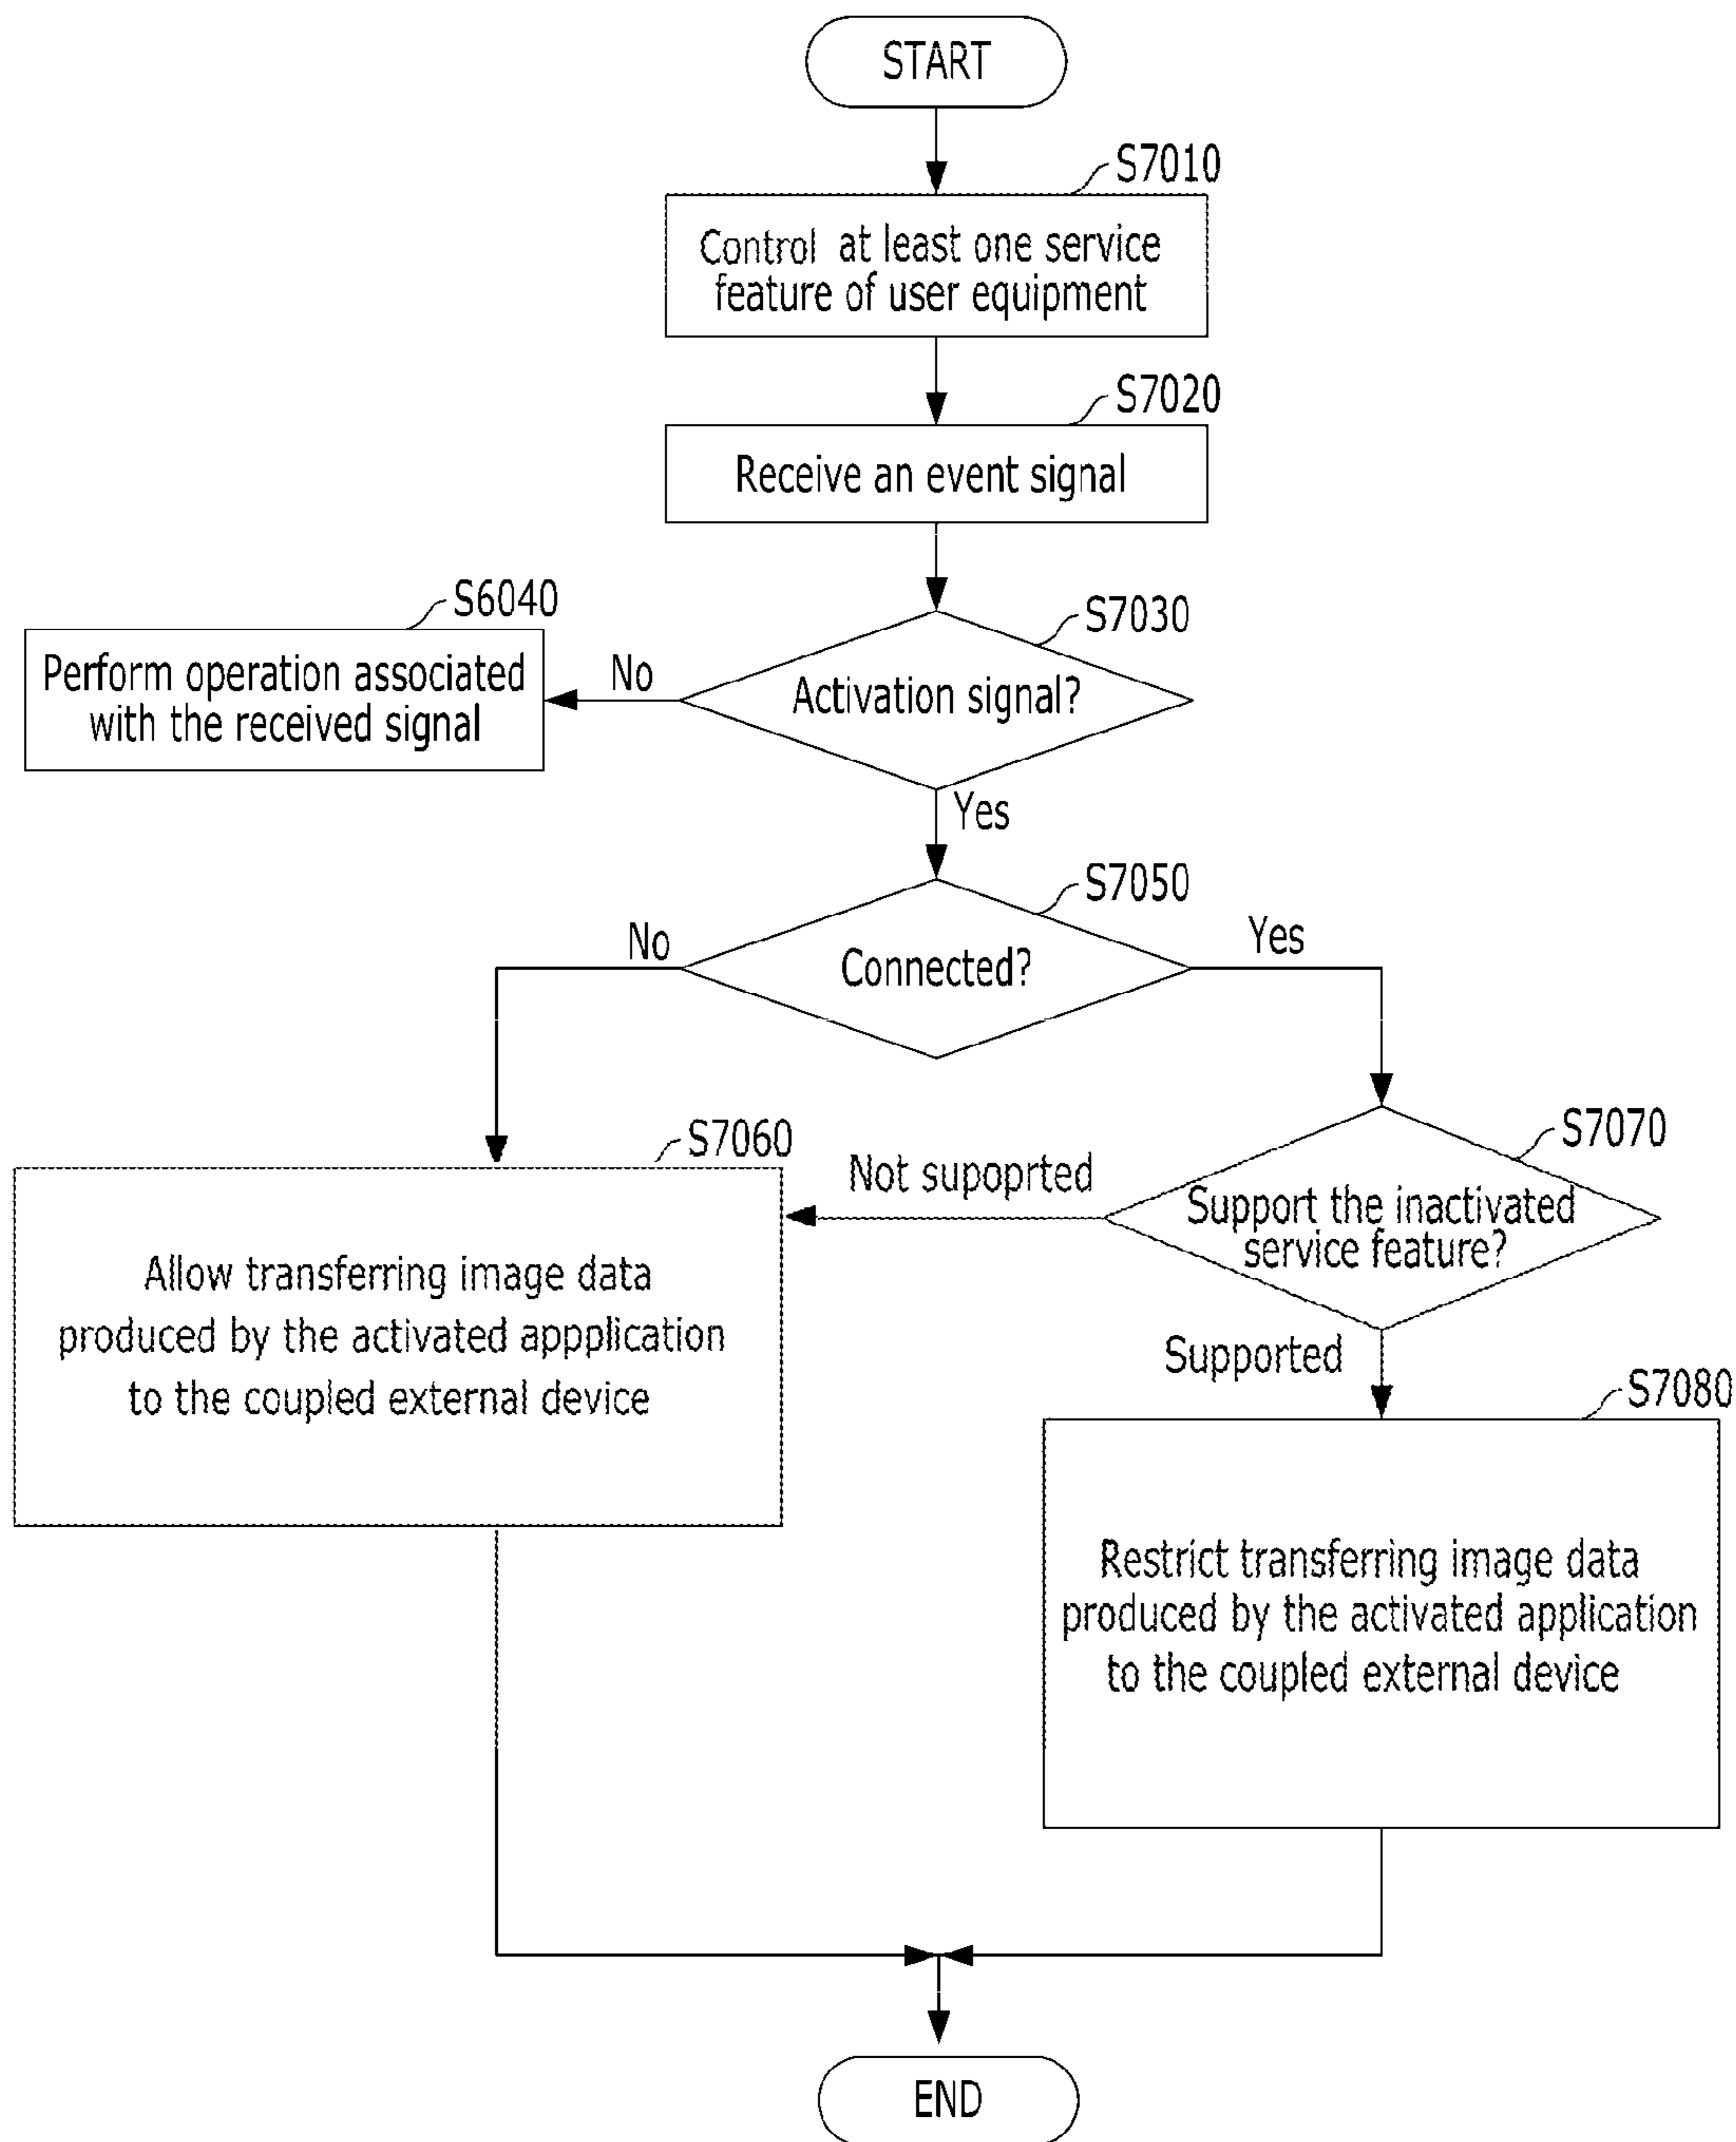 START
S7010
Control at least one service
feature of user equipment
S7020
Receive an event signal
S6040
Perform operation associated
with the received signal
No
S7030
Activation signal?
Yes
S7050
No
Connected?
Yes
S7060
Allow transferring image data
produced by the activated appplication
to the coupled external device
Not supoprted
S7070
Support the inactivated
service feature?
Supported
S7080
Restrict transferring image data
produced by the activated application
to the coupled external device
END